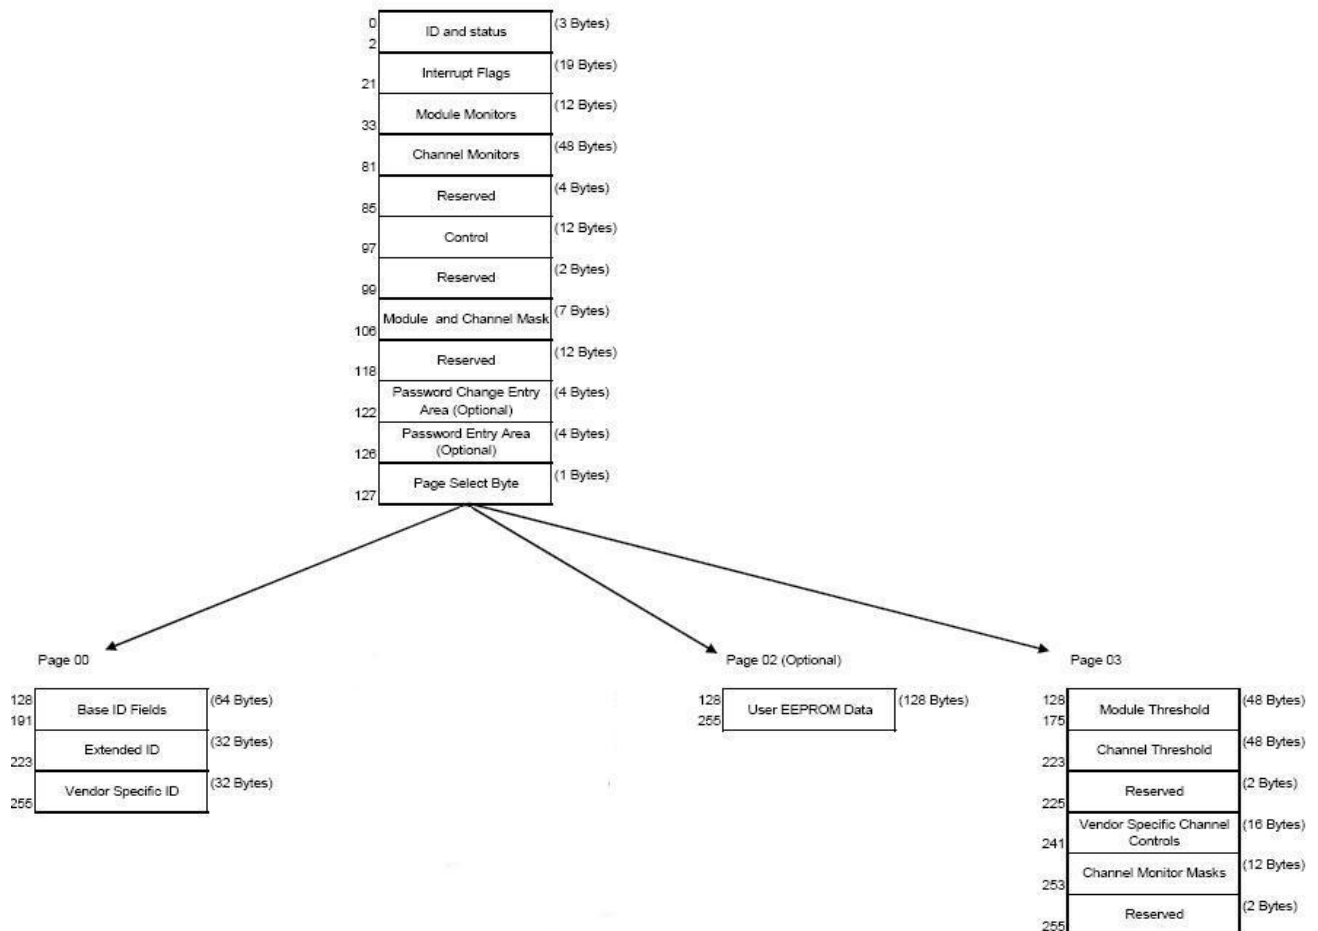 0 ID and status (3 Bytes)
2
Interrupt Flags (19 Bytes)
21
Module Monitors (12 Bytes)
33
Channel Monitors (48 Bytes)
81
Reserved (4 Bytes)
85
Control (12 Bytes)
97
Reserved (2 Bytes)
99
Module and Channel Mask (7 Bytes)
106
Reserved (12 Bytes)
118
Password Change Entry (4 Bytes)
Area (Optional)
122
Password Entry Area (4 Bytes)
(Optional)
126
Page Select Byte (1 Bytes)
127
Page 00
128 Base ID Fields (64 Bytes)
191
Extended ID (32 Bytes)
223
Vendor Specific ID (32 Bytes)
255
Page 02 (Optional)
128 User EEPROM Data (128 Bytes)
255
Page 03
128 Module Threshold (48 Bytes)
175
Channel Threshold (48 Bytes)
223
Reserved (2 Bytes)
225
Vendor Specific Channel (16 Bytes)
Controls
241
Channel Monitor Masks (12 Bytes)
253
Reserved (2 Bytes)
255